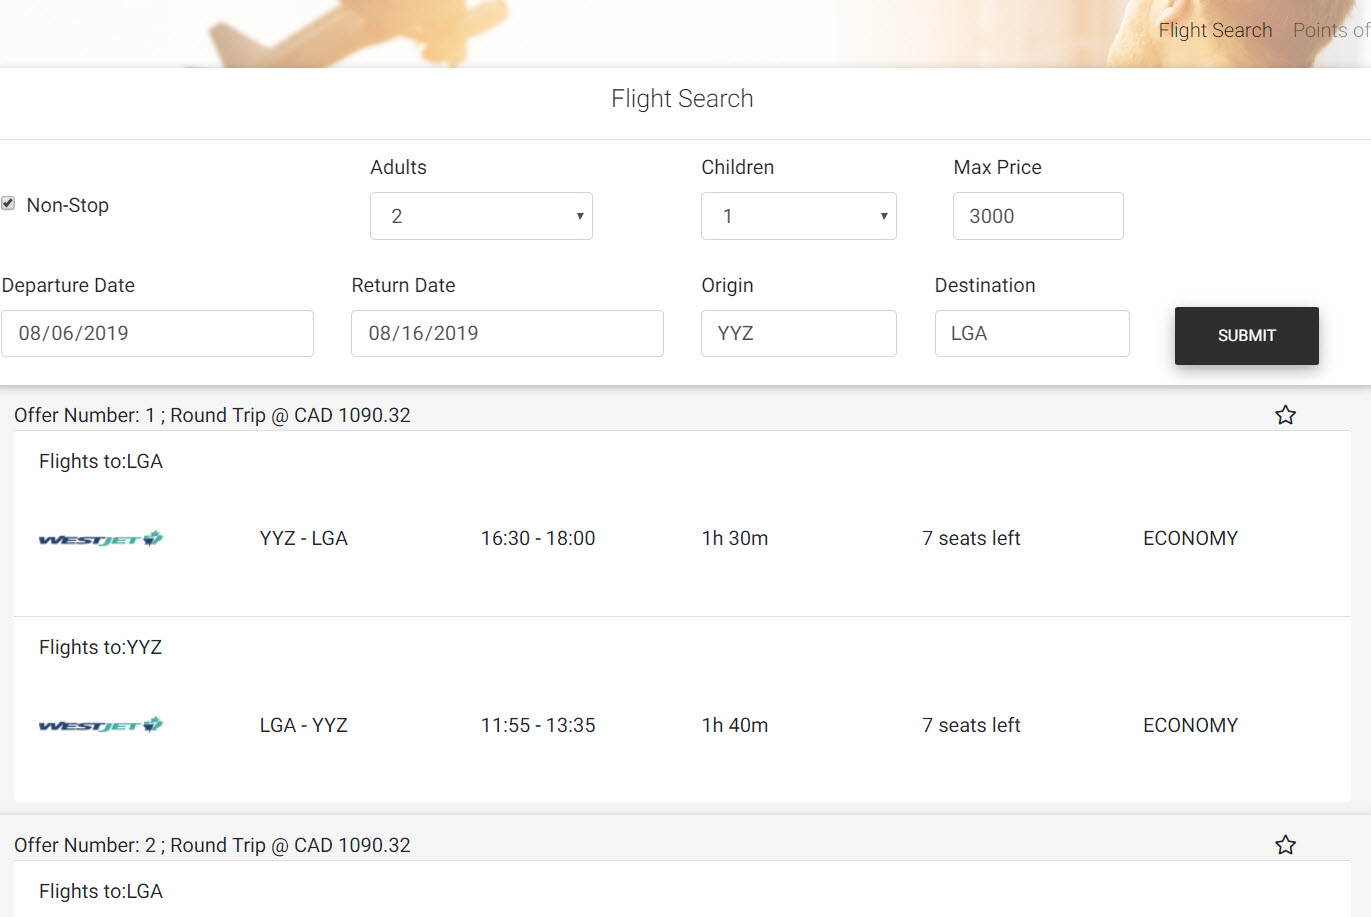 Flight Search Points of
Flight Search
Adults Children Max Price
Non-Stop 2 1 3000
Departure Date Return Date Origin Destination
08/06/2019 08/16/2019 YYZ LGA SUBMIT
Offer Number: 1 ; Round Trip @ CAD 1090.32
Flights to:LGA
WESTJET YYZ - LGA 16:30 - 18:00 1h 30m 7 seats left ECONOMY
Flights to:YYZ
WESTJET LGA - YYZ 11:55 - 13:35 1h 40m 7 seats left ECONOMY
Offer Number: 2 ; Round Trip @ CAD 1090.32
Flights to:LGA